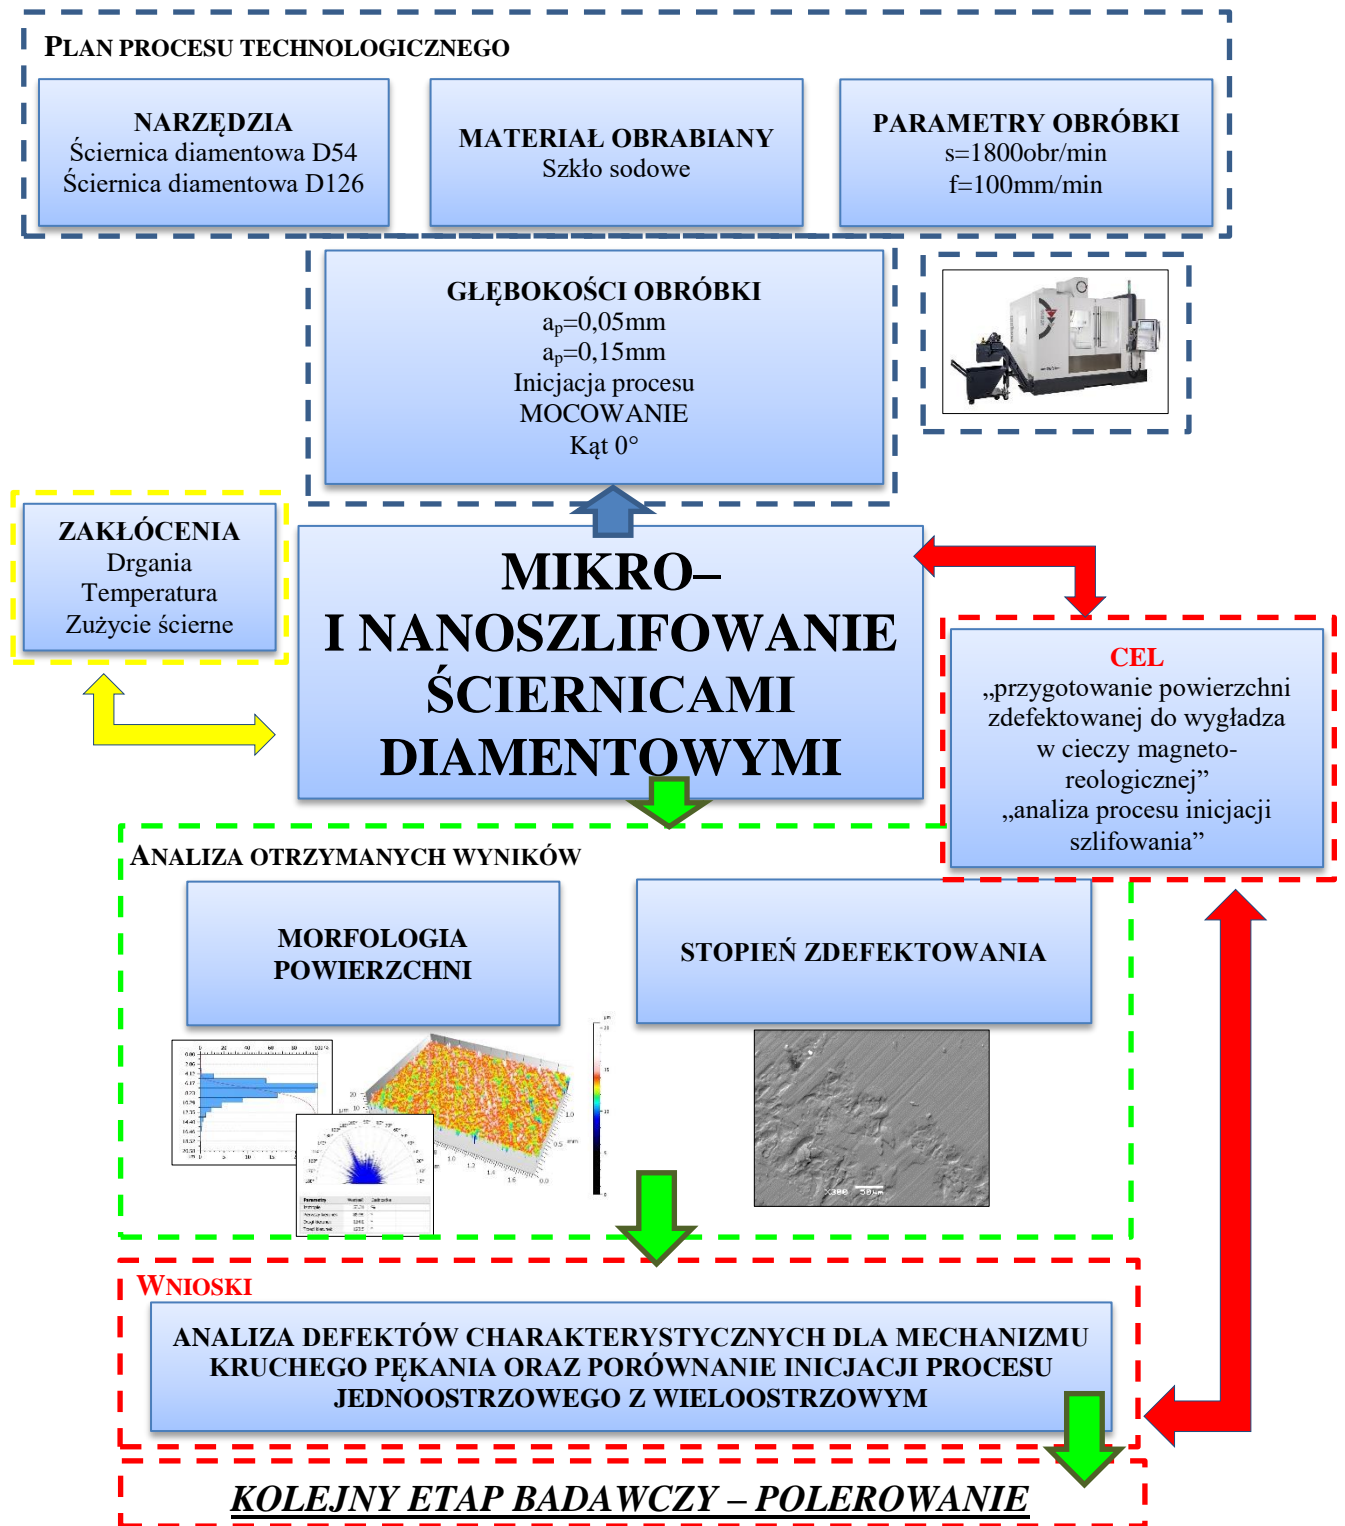 PLAN PROCESU TECHNOLOGICZNEGO
NARZĘDZIA
Ściernica diamentowa D54
Ściernica diamentowa D126
MATERIAŁ OBRABIANY
Szkło sodowe
PARAMETRY OBRÓBKI
s=1800obr/min
f=100mm/min
GŁĘBOKOŚCI OBRÓBKI
ap=0,05mm
ap=0,15mm
Inicjacja procesu
MOCOWANIE
Kąt 0°
ZAKŁÓCENIA
Drgania
Temperatura
Zużycie ścierne
MIKRO–
I NANOSZLIFOWANIE
ŚCIERNICAMI
DIAMENTOWYMI
CEL
„przygotowanie powierzchni
zdefektowanej do wygładza
w cieczy magneto-
reologicznej”
„analiza procesu inicjacji
szlifowania”
ANALIZA OTRZYMANYCH WYNIKÓW
MORFOLOGIA
POWIERZCHNI
STOPIEŃ ZDEFEKTOWANIA
X300 50µm
WNIOSKI
ANALIZA DEFEKTÓW CHARAKTERYSTYCZNYCH DLA MECHANIZMU
KRUCHEGO PĘKANIA ORAZ PORÓWNANIE INICJACJI PROCESU
JEDNOOSTRZOWEGO Z WIELOOSTRZOWYM
KOLEJNY ETAP BADAWCZY – POLEROWANIE